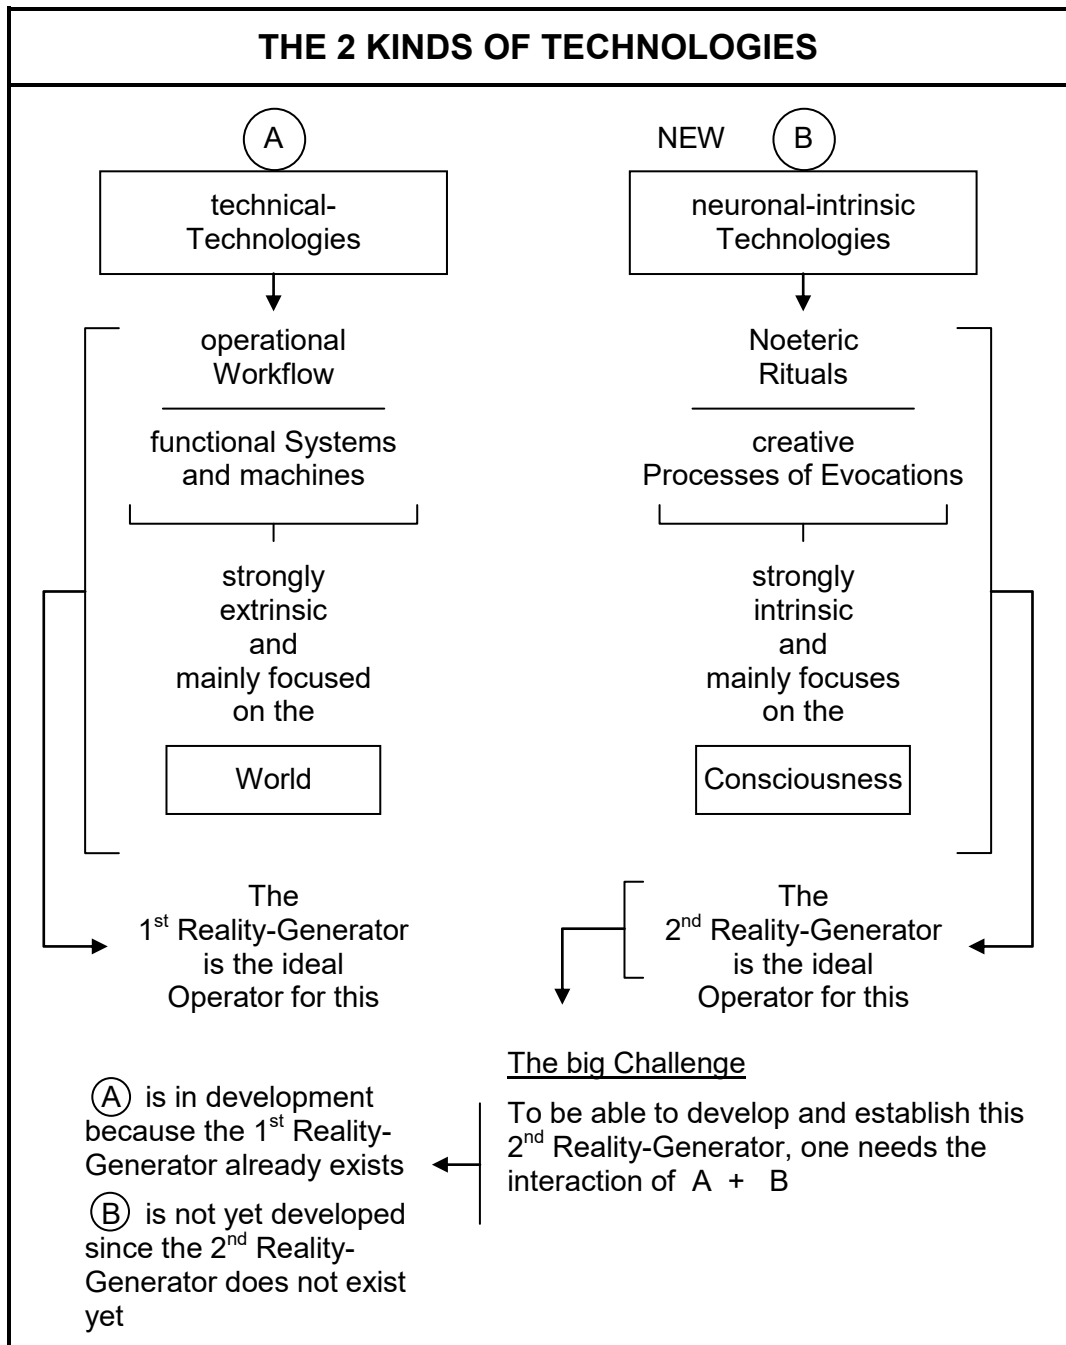 THE 2 KINDS OF TECHNOLOGIES
A
technical-
Technologies
operational
Workflow
functional Systems
and machines
strongly
extrinsic
and
mainly focused
on the
World
The
1st Reality-Generator
is the ideal
Operator for this
NEW B
neuronal-intrinsic
Technologies
Noeteric
Rituals
creative
Processes of Evocations
strongly
intrinsic
and
mainly focuses
on the
Consciousness
The
2nd Reality-Generator
is the ideal
Operator for this
The big Challenge
To be able to develop and establish this
2nd Reality-Generator, one needs the
interaction of A + B
A is in development
because the 1st Reality-
Generator already exists
B is not yet developed
since the 2nd Reality-
Generator does not exist
yet